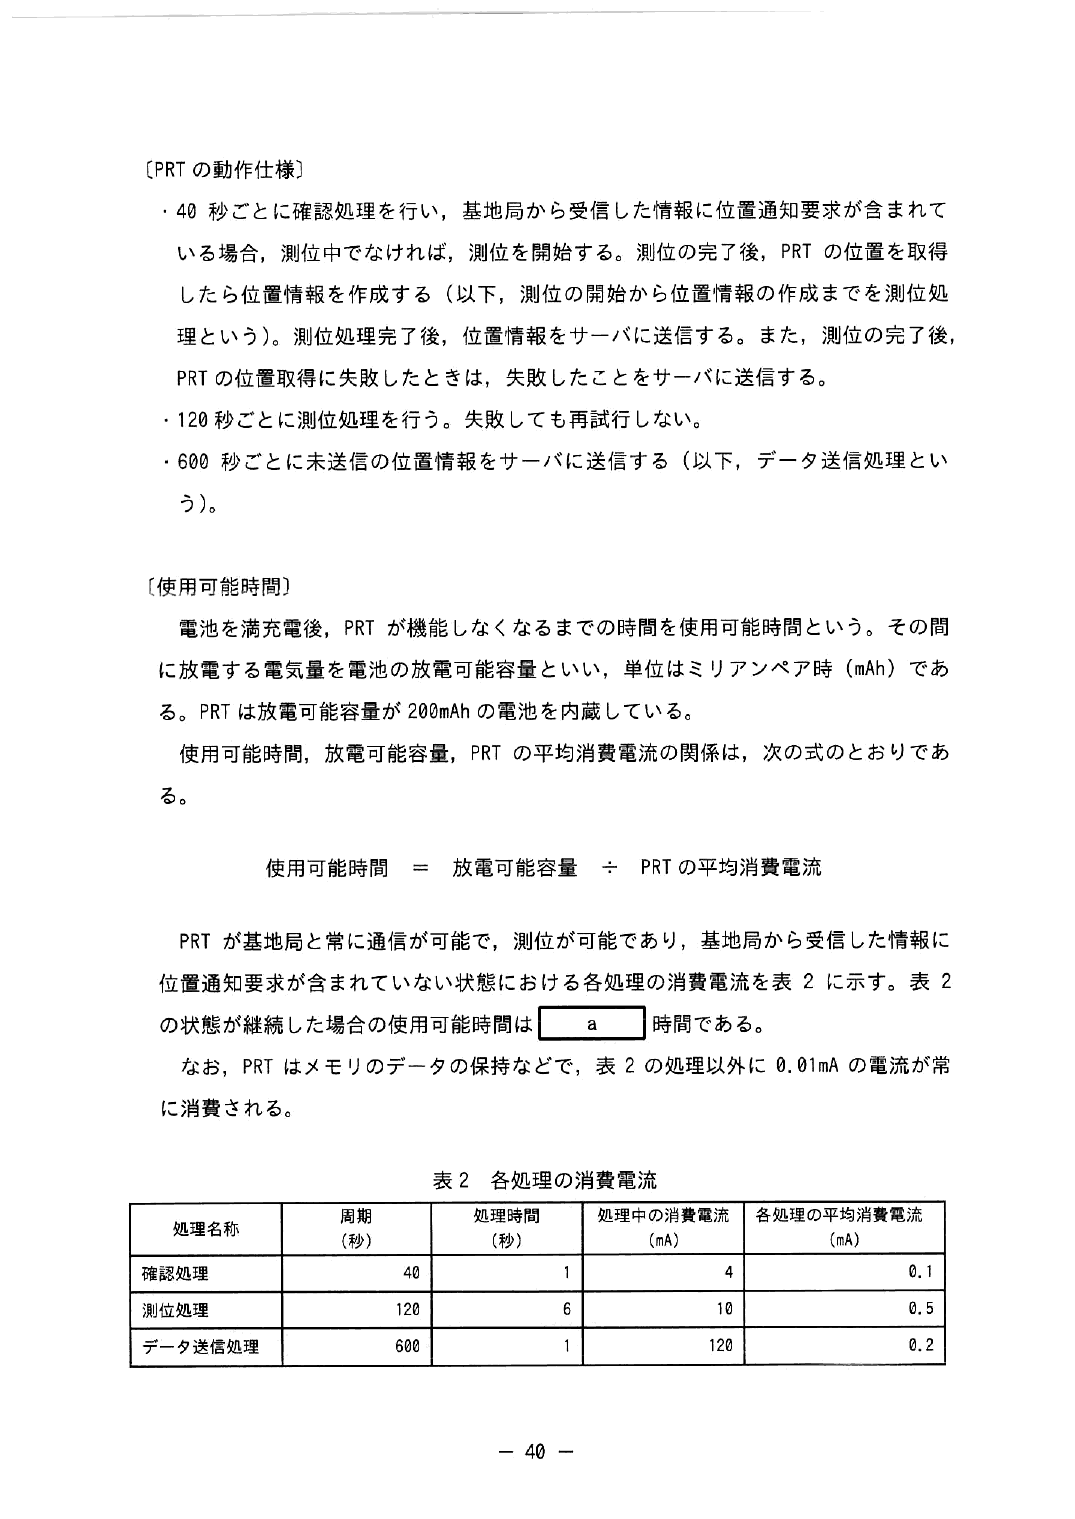 〔PRT の動作仕様〕
・40 秒ごとに確認処理を行い，基地局から受信した情報に位置通知要求が含まれて
いる場合，測位中でなければ，測位を開始する。測位の完了後，PRT の位置を取得
したら位置情報を作成する（以下，測位の開始から位置情報の作成までを測位処
理という）。測位処理完了後，位置情報をサーバに送信する。また，測位の完了後，
PRT の位置取得に失敗したときは，失敗したことをサーバに送信する。
・120 秒ごとに測位処理を行う。失敗しても再試行しない。
・600 秒ごとに未送信の位置情報をサーバに送信する（以下，データ送信処理とい
う）。
〔使用可能時間〕
電池を満充電後，PRT が機能しなくなるまでの時間を使用可能時間という。その間
に放電する電気量を電池の放電可能容量といい，単位はミリアンペア時（mAh）であ
る。PRT は放電可能容量が 200mAh の電池を内蔵している。
使用可能時間，放電可能容量，PRT の平均消費電流の関係は，次の式のとおりであ
る。
使用可能時間 ＝ 放電可能容量 ÷ PRT の平均消費電流
PRT が基地局と常に通信が可能で，測位が可能であり，基地局から受信した情報に
位置通知要求が含まれていない状態における各処理の消費電流を表 2 に示す。表 2
の状態が継続した場合の使用可能時間は a 時間である。
なお，PRT はメモリのデータの保持などで，表 2 の処理以外に 0.01mA の電流が常
に消費される。
表 2 各処理の消費電流
処理名称 周期（秒） 処理時間（秒） 処理中の消費電流（mA） 各処理の平均消費電流（mA）
確認処理 40 1 4 0.1
測位処理 120 6 10 0.5
データ送信処理 600 1 120 0.2
－ 40 －